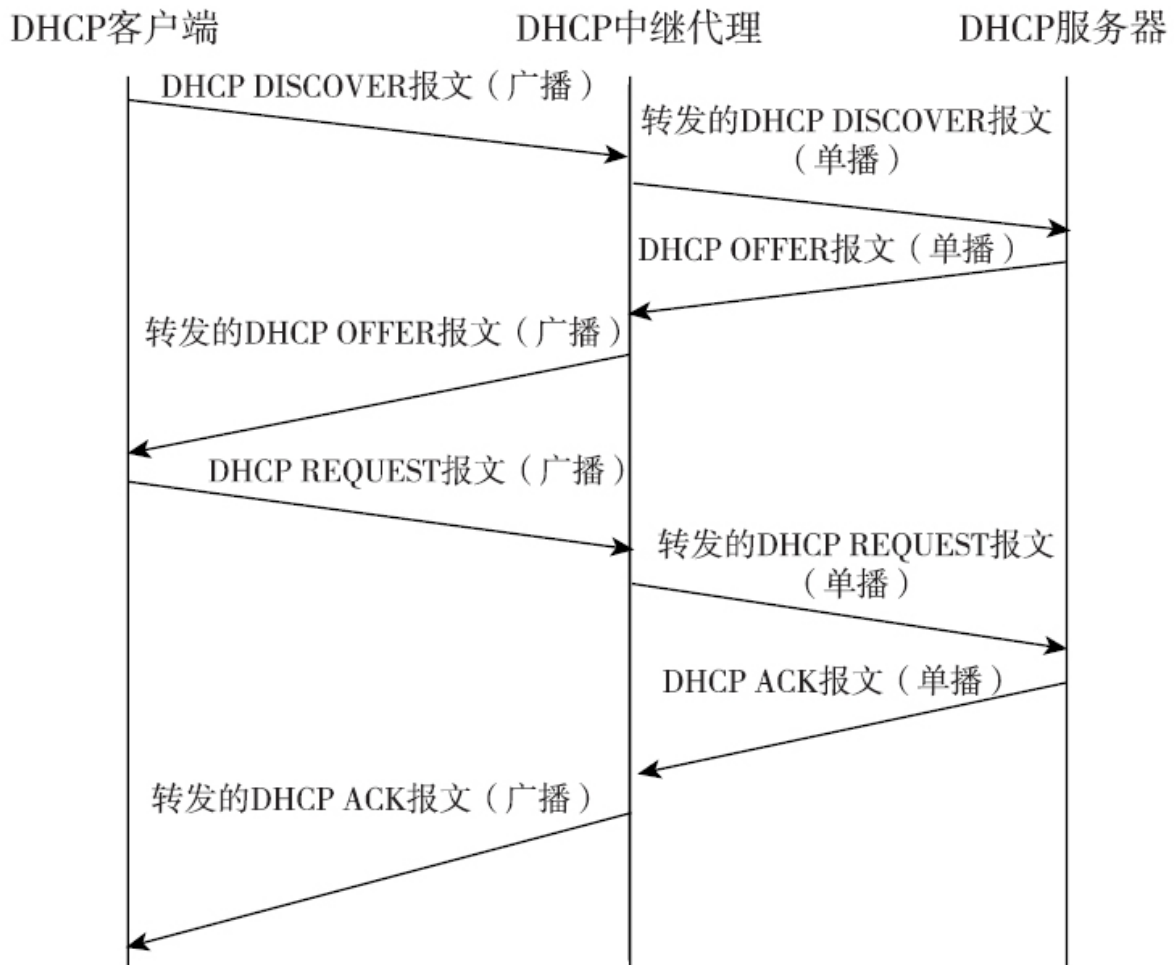 DHCP客户端
DHCP中继代理
DHCP服务器
DHCP DISCOVER报文（广播）
转发的DHCP DISCOVER报文
（单播）
DHCP OFFER报文（单播）
转发的DHCP OFFER报文（广播）
DHCP REQUEST报文（广播）
转发的DHCP REQUEST报文
（单播）
DHCP ACK报文（单播）
转发的DHCP ACK报文（广播）